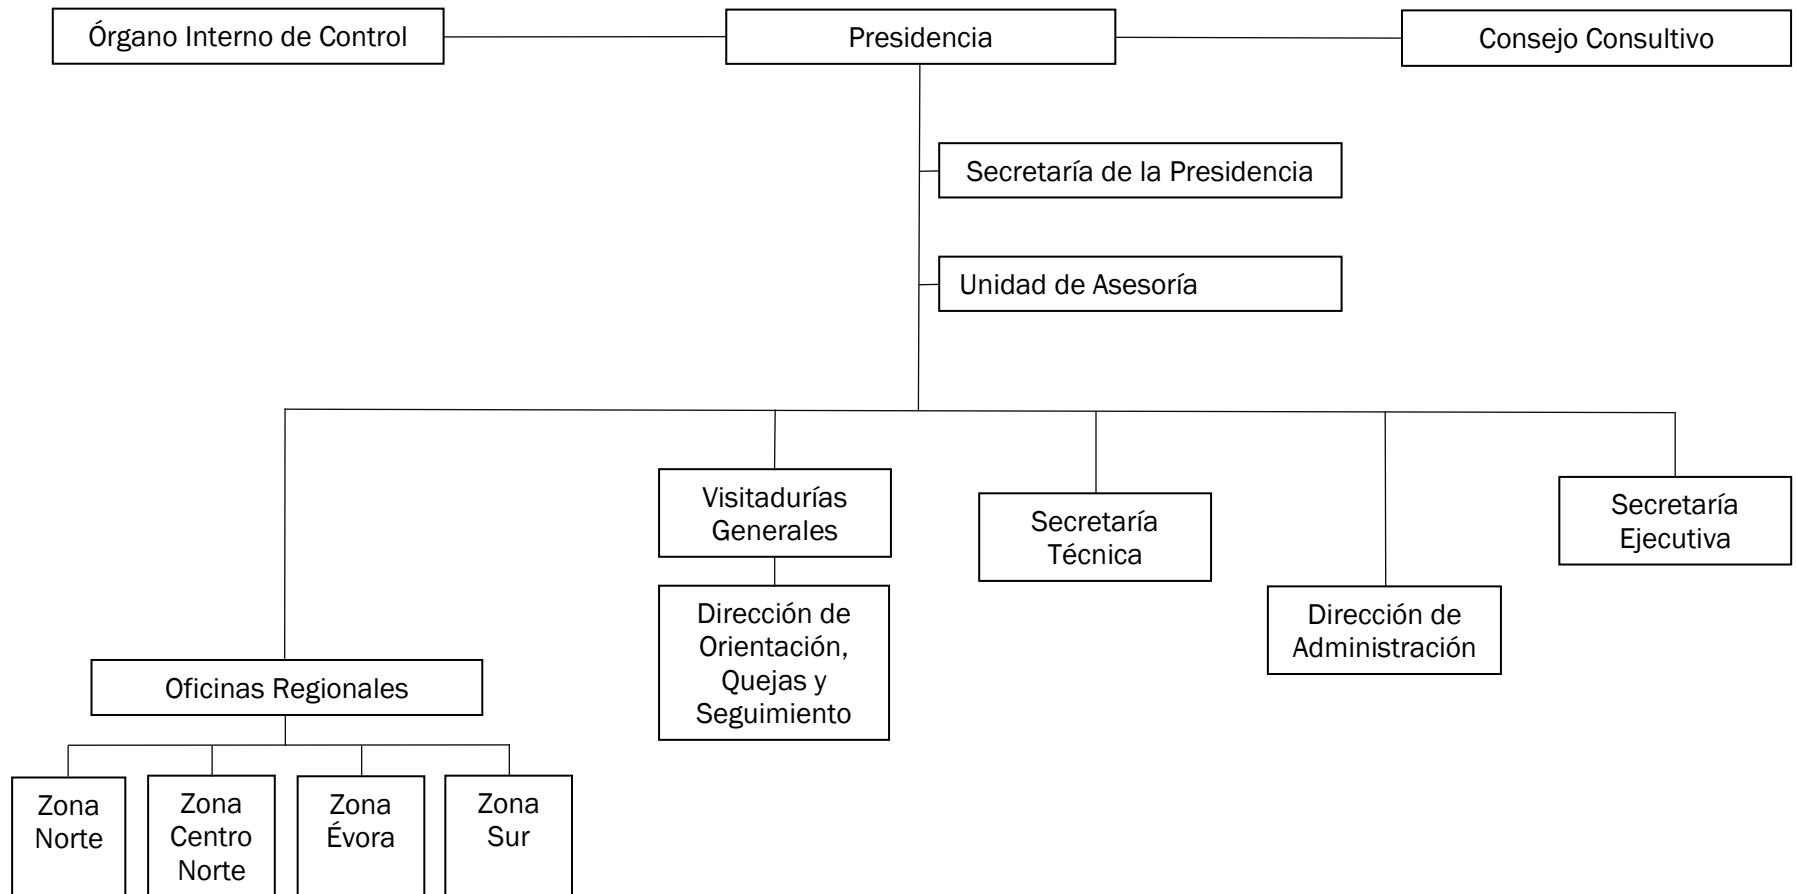 Órgano Interno de Control
Presidencia
Consejo Consultivo
Secretaría de la Presidencia
Unidad de Asesoría
Visitadurías
Generales
Secretaría
Técnica
Secretaría
Ejecutiva
Dirección de
Orientación,
Quejas y
Seguimiento
Dirección de
Administración
Oficinas Regionales
Zona
Norte
Zona
Centro
Norte
Zona
Évora
Zona
Sur